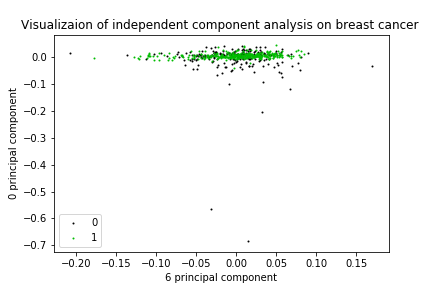 Visualizaion of independent component analysis on breast cancer
0.0
−0.1
−0.2
−0.3
−0.4
−0.5
−0.6
−0.7
0 principal component
0
1
−0.20 −0.15 −0.10 −0.05 0.00 0.05 0.10 0.15
6 principal component